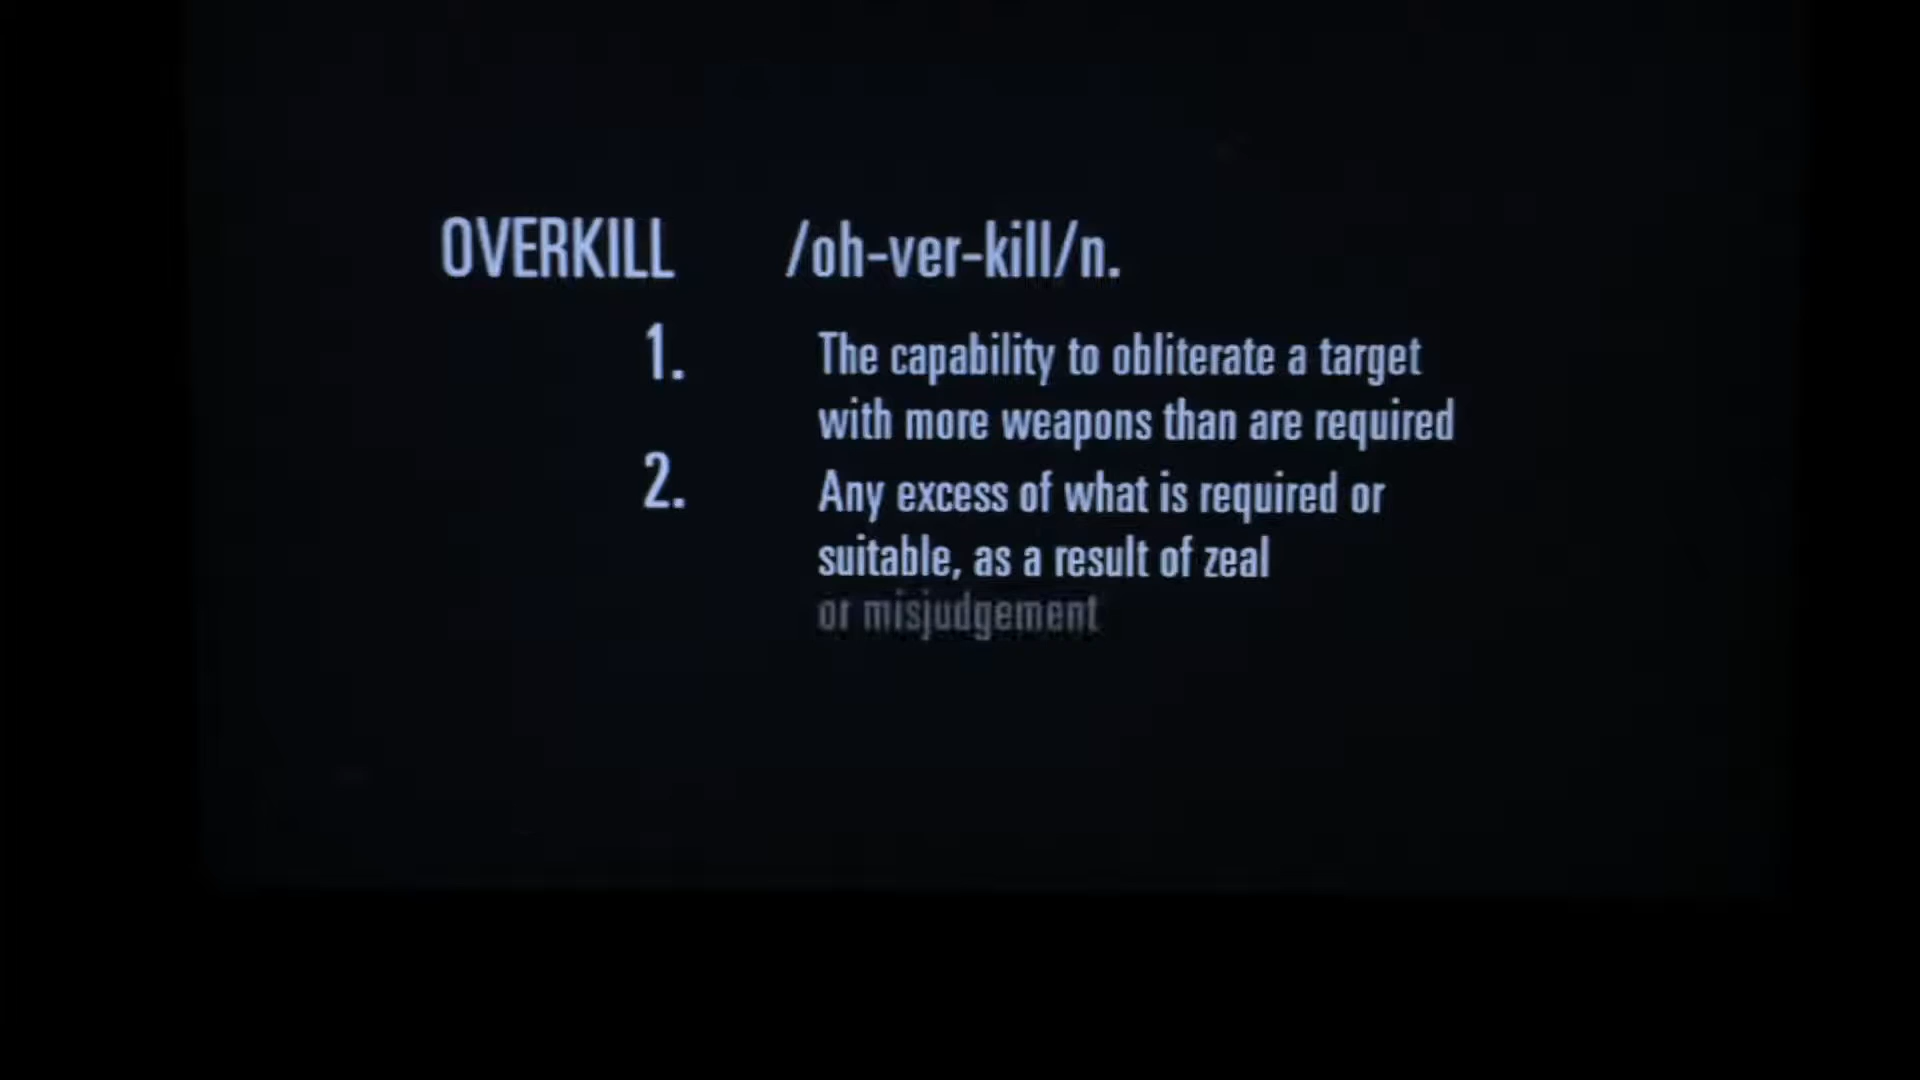 OVERKILL /oh-ver-kill/n.
1. The capability to obliterate a target
with more weapons than are required
2. Any excess of what is required or
suitable, as a result of zeal
or misjudgement